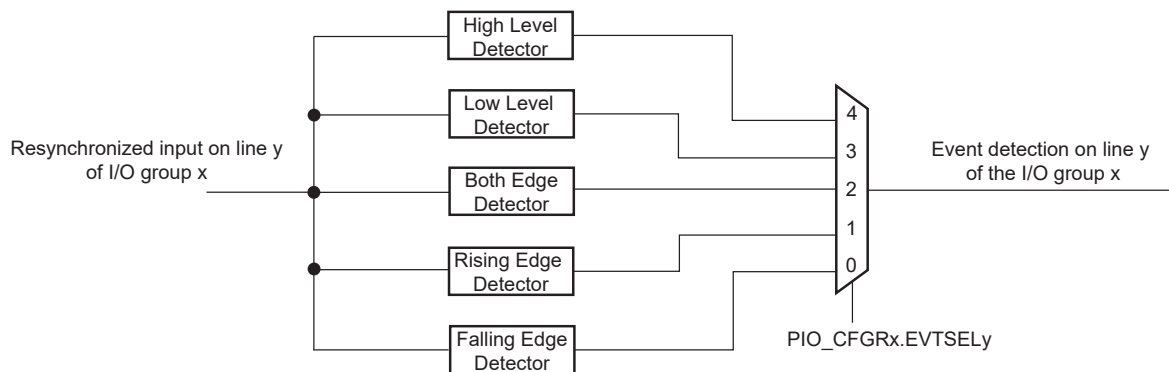 High Level
Detector
4
Low Level
Detector
3
Resynchronized input on line y
of I/O group x
Both Edge
Detector
2
Event detection on line y
of the I/O group x
Rising Edge
Detector
1
Falling Edge
Detector
0
PIO_CFGRx.EVTSELy